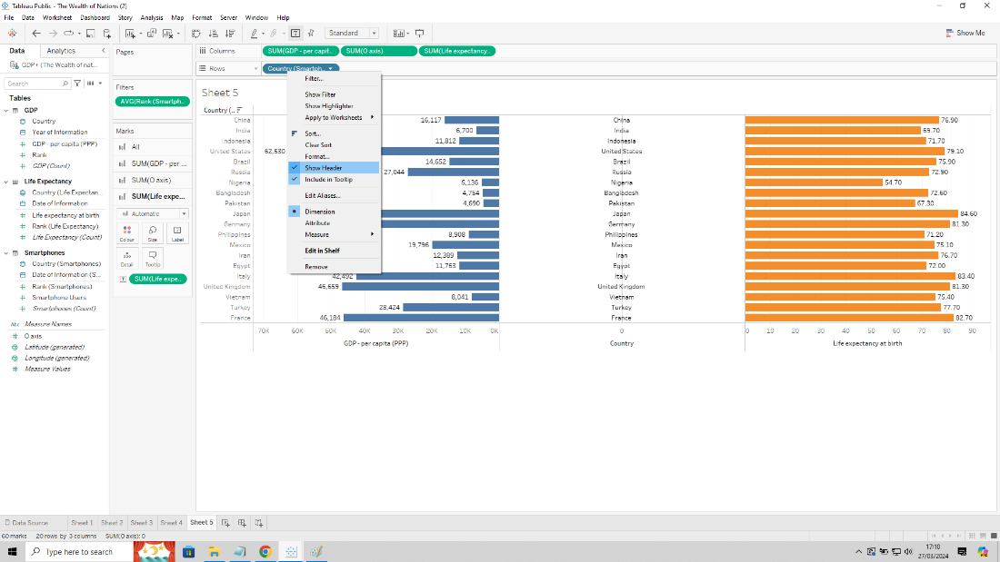 Tableau Public - The Wealth of Nations (2)
File Data Worksheet Dashboard Story Analysis Map Format Server Window Help
Standard
Show Me
Data Analytics
GDP+ (The Wealth of nat...
Search
Tables
GDP
Country
Year of Information
GDP - per capita (PPP)
Rank
GDP (Count)
Life Expectancy
Country (Life Expectan...
Date of Information
Life expectancy at birth
Rank (Life Expectancy)
Life Expectancy (Count)
Smartphones
Country (Smartphones)
Date of Information (S...
Rank (Smartphones)
Smartphone Users
Smartphones (Count)
Abc Measure Names
O axis
Latitude (generated)
Longitude (generated)
Measure Values
Pages
Filters
AVG(Rank (Smartph..
Marks
All
SUM(GDP - per ...
SUM(O axis)
SUM(Life expe...
Automatic
Colour Size Label
Detail Tooltip
SUM(Life expe..
Columns SUM(GDP - per capit.. SUM(O axis) SUM(Life expectancy..
Rows Country (Smartph..
Sheet 5
Country (..
Filter...
Show Filter
Show Highlighter
Apply to Worksheets
Sort...
Clear Sort
Format...
Show Header
Include in Tooltip
Edit Aliases...
Dimension
Attribute
Measure
Edit in Shelf
Remove
China 16,117 China 76.90
India 6,700 India 69.70
Indonesia 11,812 Indonesia 71.70
United States 62,530 United States 79.10
Brazil 14,652 Brazil 75.90
Russia 27,044 Russia 72.90
Nigeria 5,136 Nigeria 54.70
Bangladesh 4,754 Bangladesh 72.60
Pakistan 4,690 Pakistan 67.30
Japan Japan 84.60
Germany Germany 81.30
Philippines 8,908 Philippines 71.20
Mexico 19,796 Mexico 75.10
Iran 12,389 Iran 76.70
Egypt 11,763 Egypt 72.00
Italy 42,492 Italy 83.40
United Kingdom 46,659 United Kingdom 81.30
Vietnam 8,041 Vietnam 75.40
Turkey 28,424 Turkey 77.70
France 46,184 France 82.70
70K 60K 50K 40K 30K 20K 10K 0K 0 0 10 20 30 40 50 60 70 80 90
GDP - per capita (PPP) Country Life expectancy at birth
Data Source Sheet 1 Sheet 2 Sheet 3 Sheet 4 Sheet 5
60 marks 20 rows by 3 columns SUM(O axis): 0
Type here to search
17:10
27/03/2024